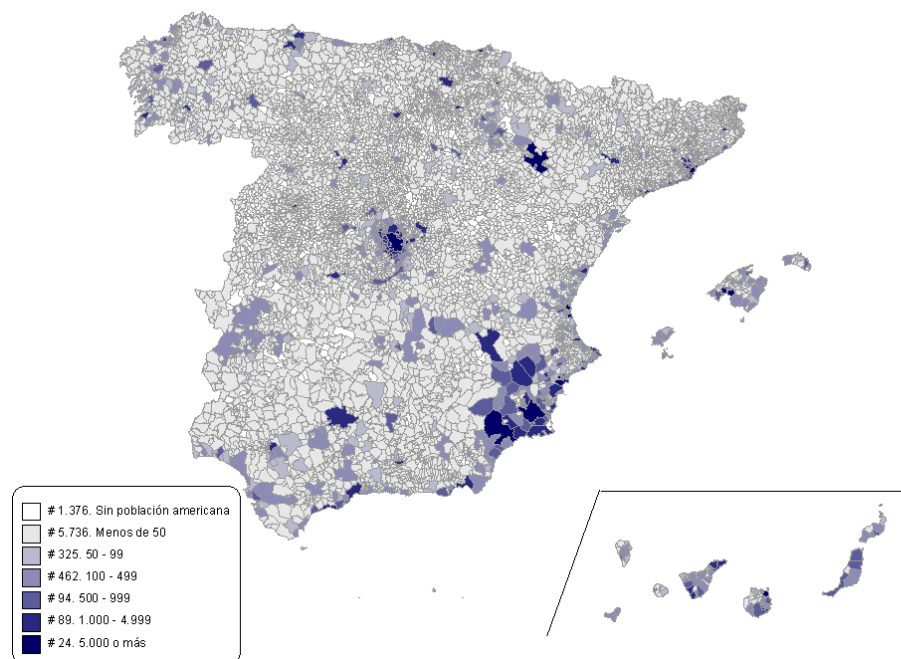 # 1.376. Sin población americana
# 5.736. Menos de 50
# 325. 50 - 99
# 462. 100 - 499
# 94. 500 - 999
# 89. 1.000 - 4.999
# 24. 5.000 o más